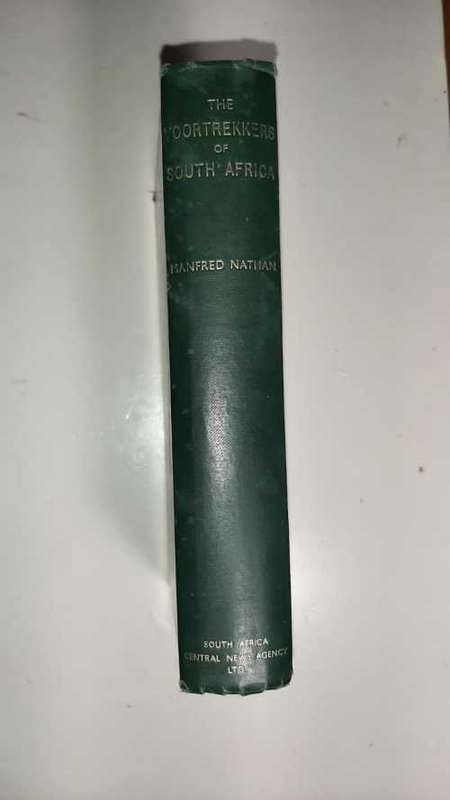 THE
VOORTREKKERS
OF
SOUTH AFRICA
MANFRED NATHAN
SOUTH AFRICA
CENTRAL NEWS AGENCY
LTD